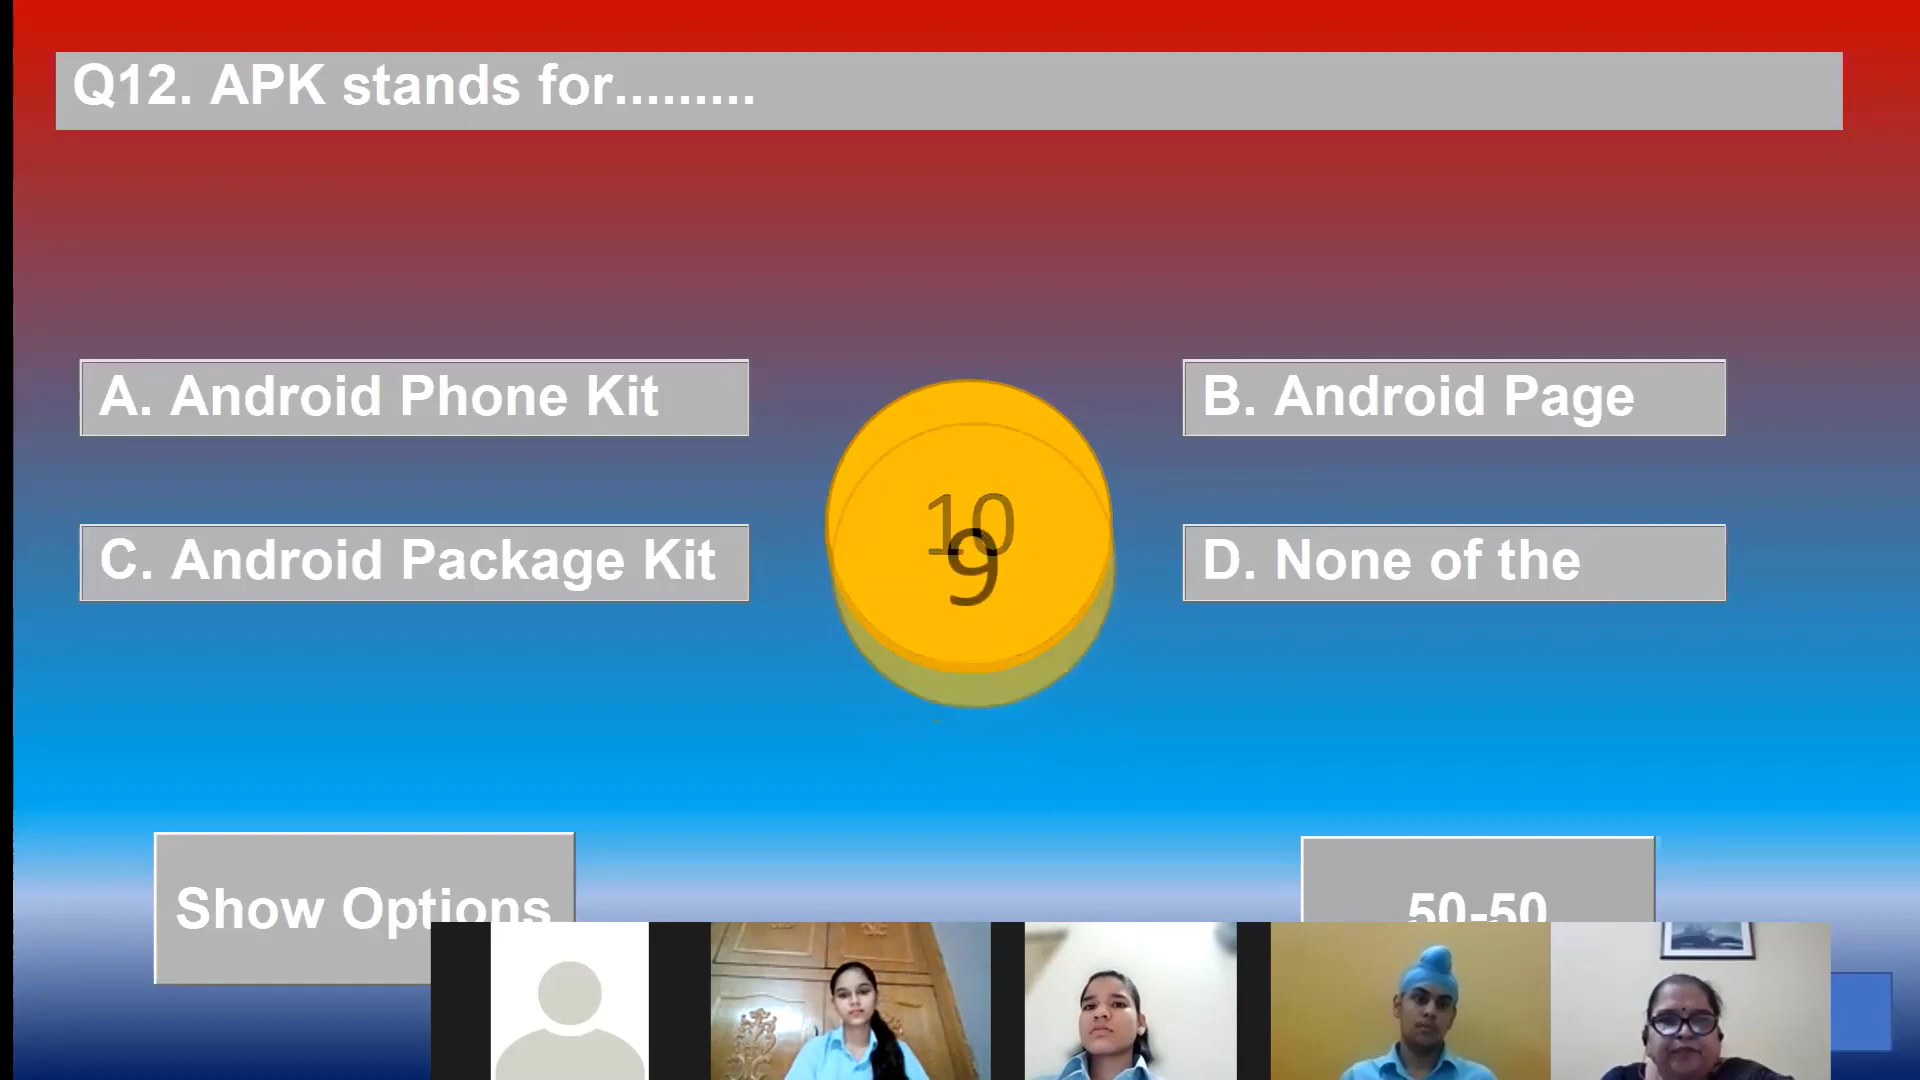 Q12. APK stands for.........
A. Android Phone Kit
B. Android Page
C. Android Package Kit
D. None of the
10
9
Show Options
50-50